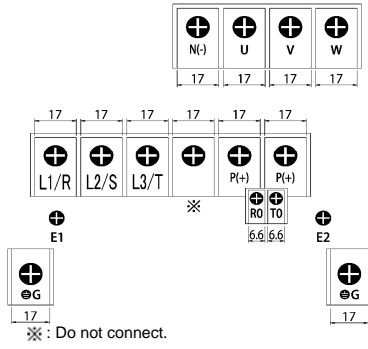 N(-) U V W
17 17 17 17
17 17 17 17 17 17
L1/R L2/S L3/T P(+) P(+)
※
R0 T0
6.6 6.6
E1 E2
G G
17 17
※ : Do not connect.